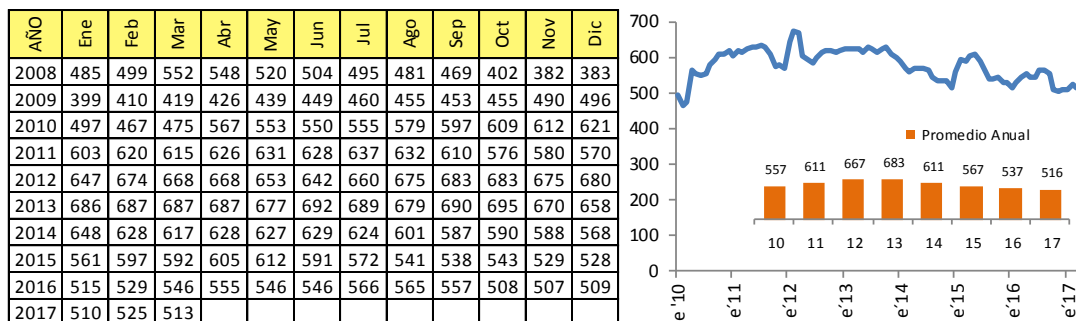 AÑO Ene Feb Mar Abr May Jun Jul Ago Sep Oct Nov Dic
2008 485 499 552 548 520 504 495 481 469 402 382 383
2009 399 410 419 426 439 449 460 455 453 455 490 496
2010 497 467 475 567 553 550 555 579 597 609 612 621
2011 603 620 615 626 631 628 637 632 610 576 580 570
2012 647 674 668 668 653 642 660 675 683 683 675 680
2013 686 687 687 687 677 692 689 679 690 695 670 658
2014 648 628 617 628 627 629 624 601 587 590 588 568
2015 561 597 592 605 612 591 572 541 538 543 529 528
2016 515 529 546 555 546 546 566 565 557 508 507 509
2017 510 525 513
700
600
500
400
300
200
100
0
Promedio Anual
557 611 667 683 611 567 537 516
10 11 12 13 14 15 16 17
e '10 e´11 e´12 e´13 e´14 e´15 e´16 e´17